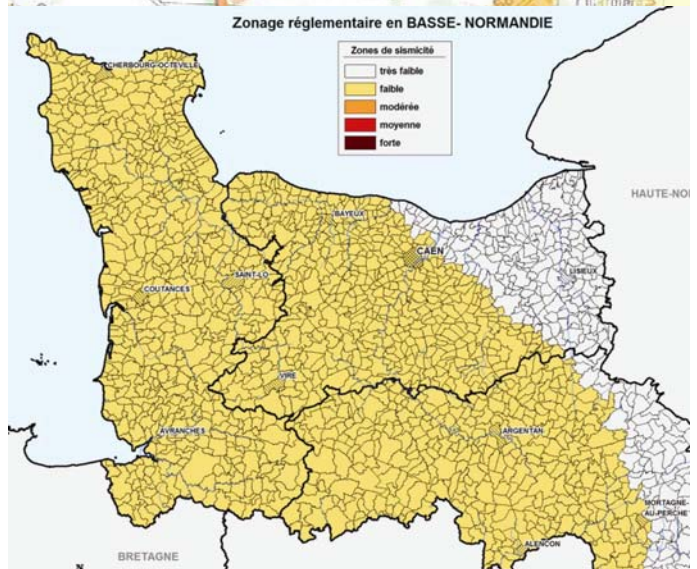 Zonage réglementaire en BASSE- NORMANDIE
Zones de sismicité
très faible
faible
modérée
moyenne
forte
CHERBOURG-OCTEVILLE
HAUTE-NO
BAYEUX
CAEN
SAINT-LO
LISIEUX
COUTANCES
VIRE
AVRANCHES
ARGENTAN
MORTAGNE-
AU-PERCHE
ALENCON
BRETAGNE
N